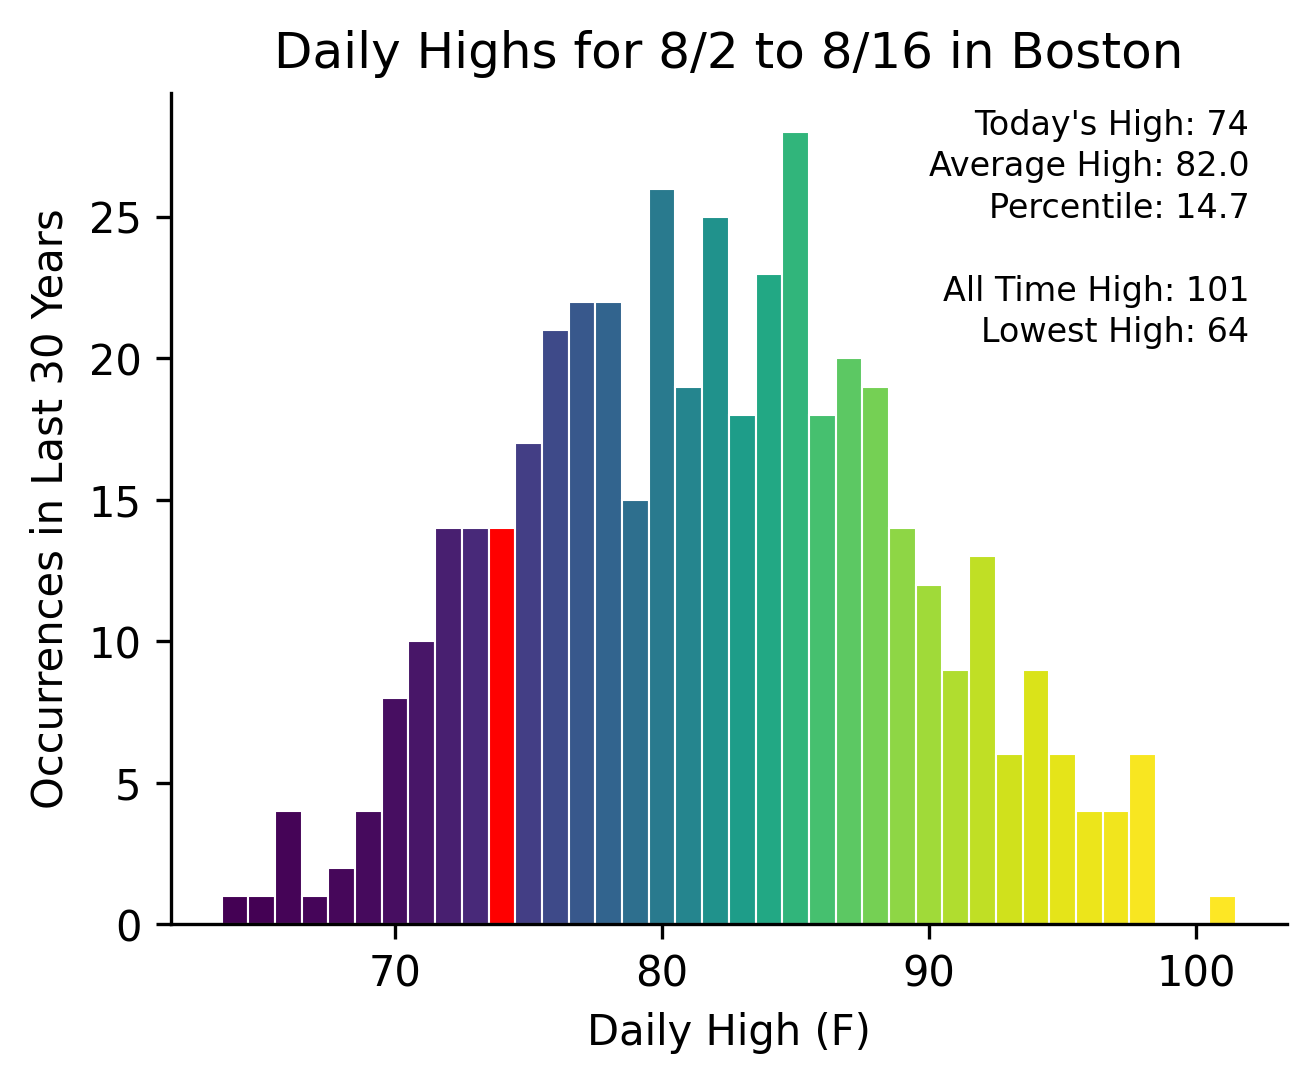 Daily Highs for 8/2 to 8/16 in Boston
Today's High: 74
Average High: 82.0
Percentile: 14.7
All Time High: 101
Lowest High: 64
Occurrences in Last 30 Years
25
20
15
10
5
0
70 80 90 100
Daily High (F)